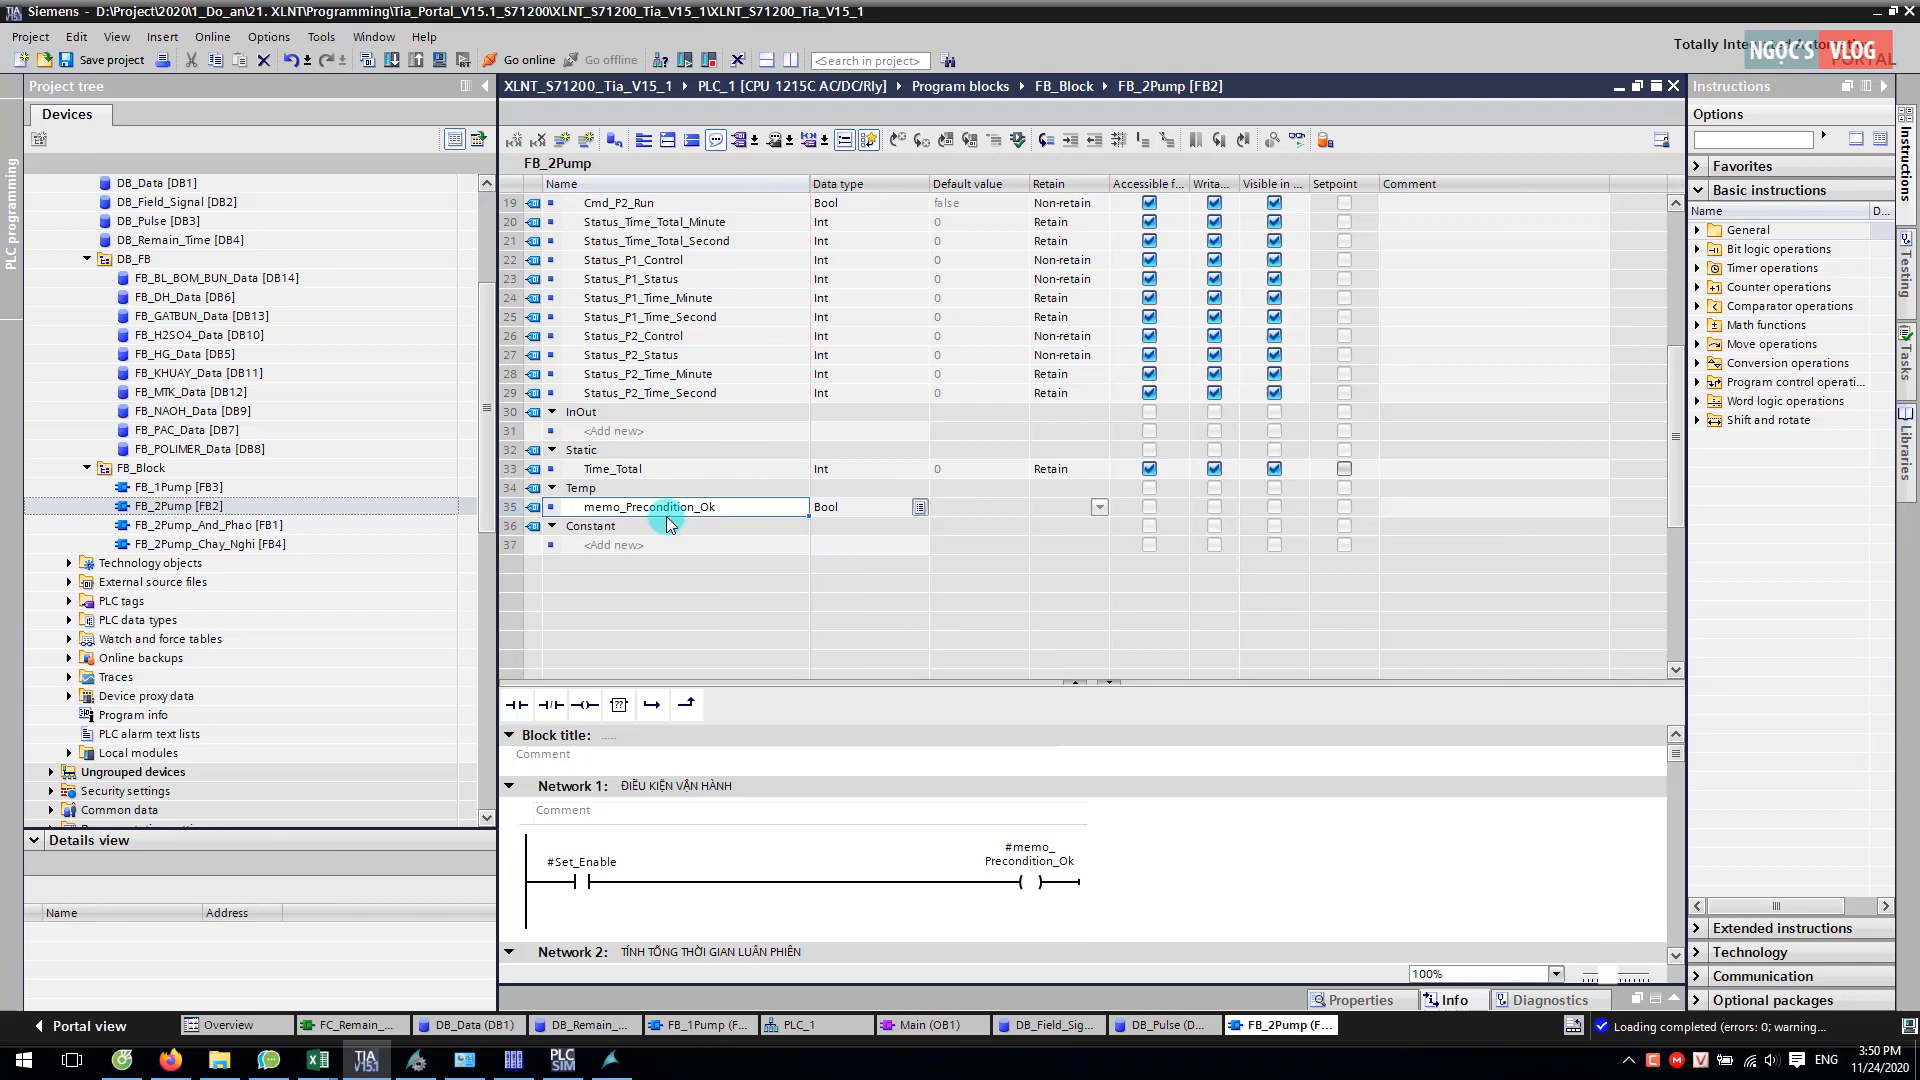 Siemens - D:\Project\2020\1_Do_an\21. XLNT\Programming\Tia_Portal_V15.1_S71200\XLNT_S71200_Tia_V15_1\XLNT_S71200_Tia_V15_1
Project Edit View Insert Online Options Tools Window Help
Totally Inte
PORTAL
NGỌC'S VLOG
Save project
Go online
Go offline
<Search in project>
Project tree
Devices
PLC programming
DB_Data [DB1]
DB_Field_Signal [DB2]
DB_Pulse [DB3]
DB_Remain_Time [DB4]
DB_FB
FB_BL_BOM_BUN_Data [DB14]
FB_DH_Data [DB6]
FB_GATBUN_Data [DB13]
FB_H2SO4_Data [DB10]
FB_HG_Data [DB5]
FB_KHUAY_Data [DB11]
FB_MTK_Data [DB12]
FB_NAOH_Data [DB9]
FB_PAC_Data [DB7]
FB_POLIMER_Data [DB8]
FB_Block
FB_1Pump [FB3]
FB_2Pump [FB2]
FB_2Pump_And_Phao [FB1]
FB_2Pump_Chay_Nghi [FB4]
Technology objects
External source files
PLC tags
PLC data types
Watch and force tables
Online backups
Traces
Device proxy data
Program info
PLC alarm text lists
Local modules
Ungrouped devices
Security settings
Common data
Details view
Name Address
XLNT_S71200_Tia_V15_1 PLC_1 [CPU 1215C AC/DC/Rly] Program blocks FB_Block FB_2Pump [FB2]
FB_2Pump
Name Data type Default value Retain Accessible f... Writa... Visible in ... Setpoint Comment
19 Cmd_P2_Run Bool false Non-retain
20 Status_Time_Total_Minute Int 0 Retain
21 Status_Time_Total_Second Int 0 Retain
22 Status_P1_Control Int 0 Non-retain
23 Status_P1_Status Int 0 Non-retain
24 Status_P1_Time_Minute Int 0 Retain
25 Status_P1_Time_Second Int 0 Retain
26 Status_P2_Control Int 0 Non-retain
27 Status_P2_Status Int 0 Non-retain
28 Status_P2_Time_Minute Int 0 Retain
29 Status_P2_Time_Second Int 0 Retain
30 InOut
31 <Add new>
32 Static
33 Time_Total Int 0 Retain
34 Temp
35 memo_Precondition_Ok Bool
36 Constant
37 <Add new>
??
Block title: .....
Comment
Network 1: ĐIỀU KIỆN VẬN HÀNH
Comment
#Set_Enable
#memo_
Precondition_Ok
Network 2: TÍNH TỔNG THỜI GIAN LUÂN PHIÊN
100%
Properties Info Diagnostics
Instructions
Options
Favorites
Basic instructions
Name D...
General
Bit logic operations
Timer operations
Counter operations
Comparator operations
Math functions
Move operations
Conversion operations
Program control operati...
Word logic operations
Shift and rotate
Extended instructions
Technology
Communication
Optional packages
Instructions
Testing
Tasks
Libraries
Portal view Overview FC_Remain_... DB_Data (DB1) DB_Remain_... FB_1Pump (F... PLC_1 Main (OB1) DB_Field_Sig... DB_Pulse (D... FB_2Pump (F... Loading completed (errors: 0; warning...
TIA V15.1
PLC SIM
ENG
3:50 PM
11/24/2020